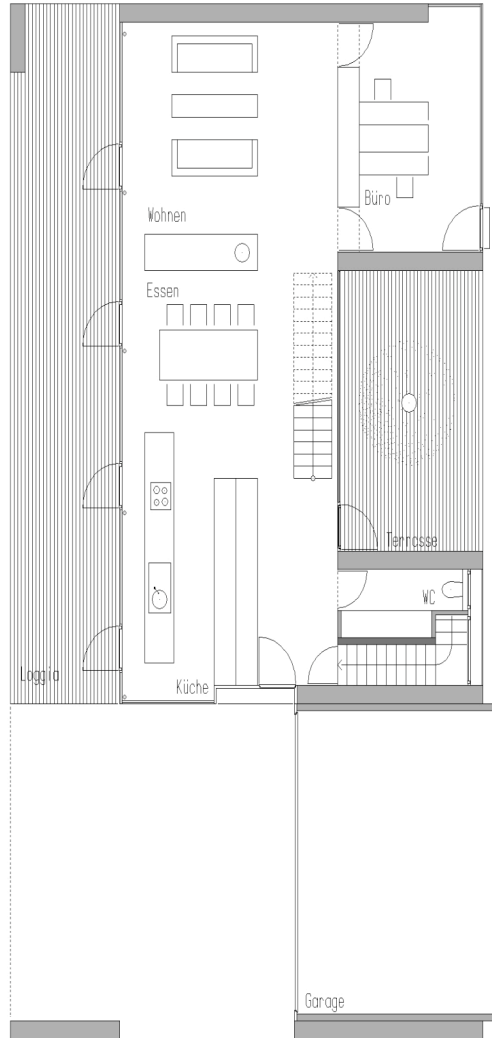 Büro
Wohnen
Essen
Terrasse
WC
Loggia
Küche
Garage